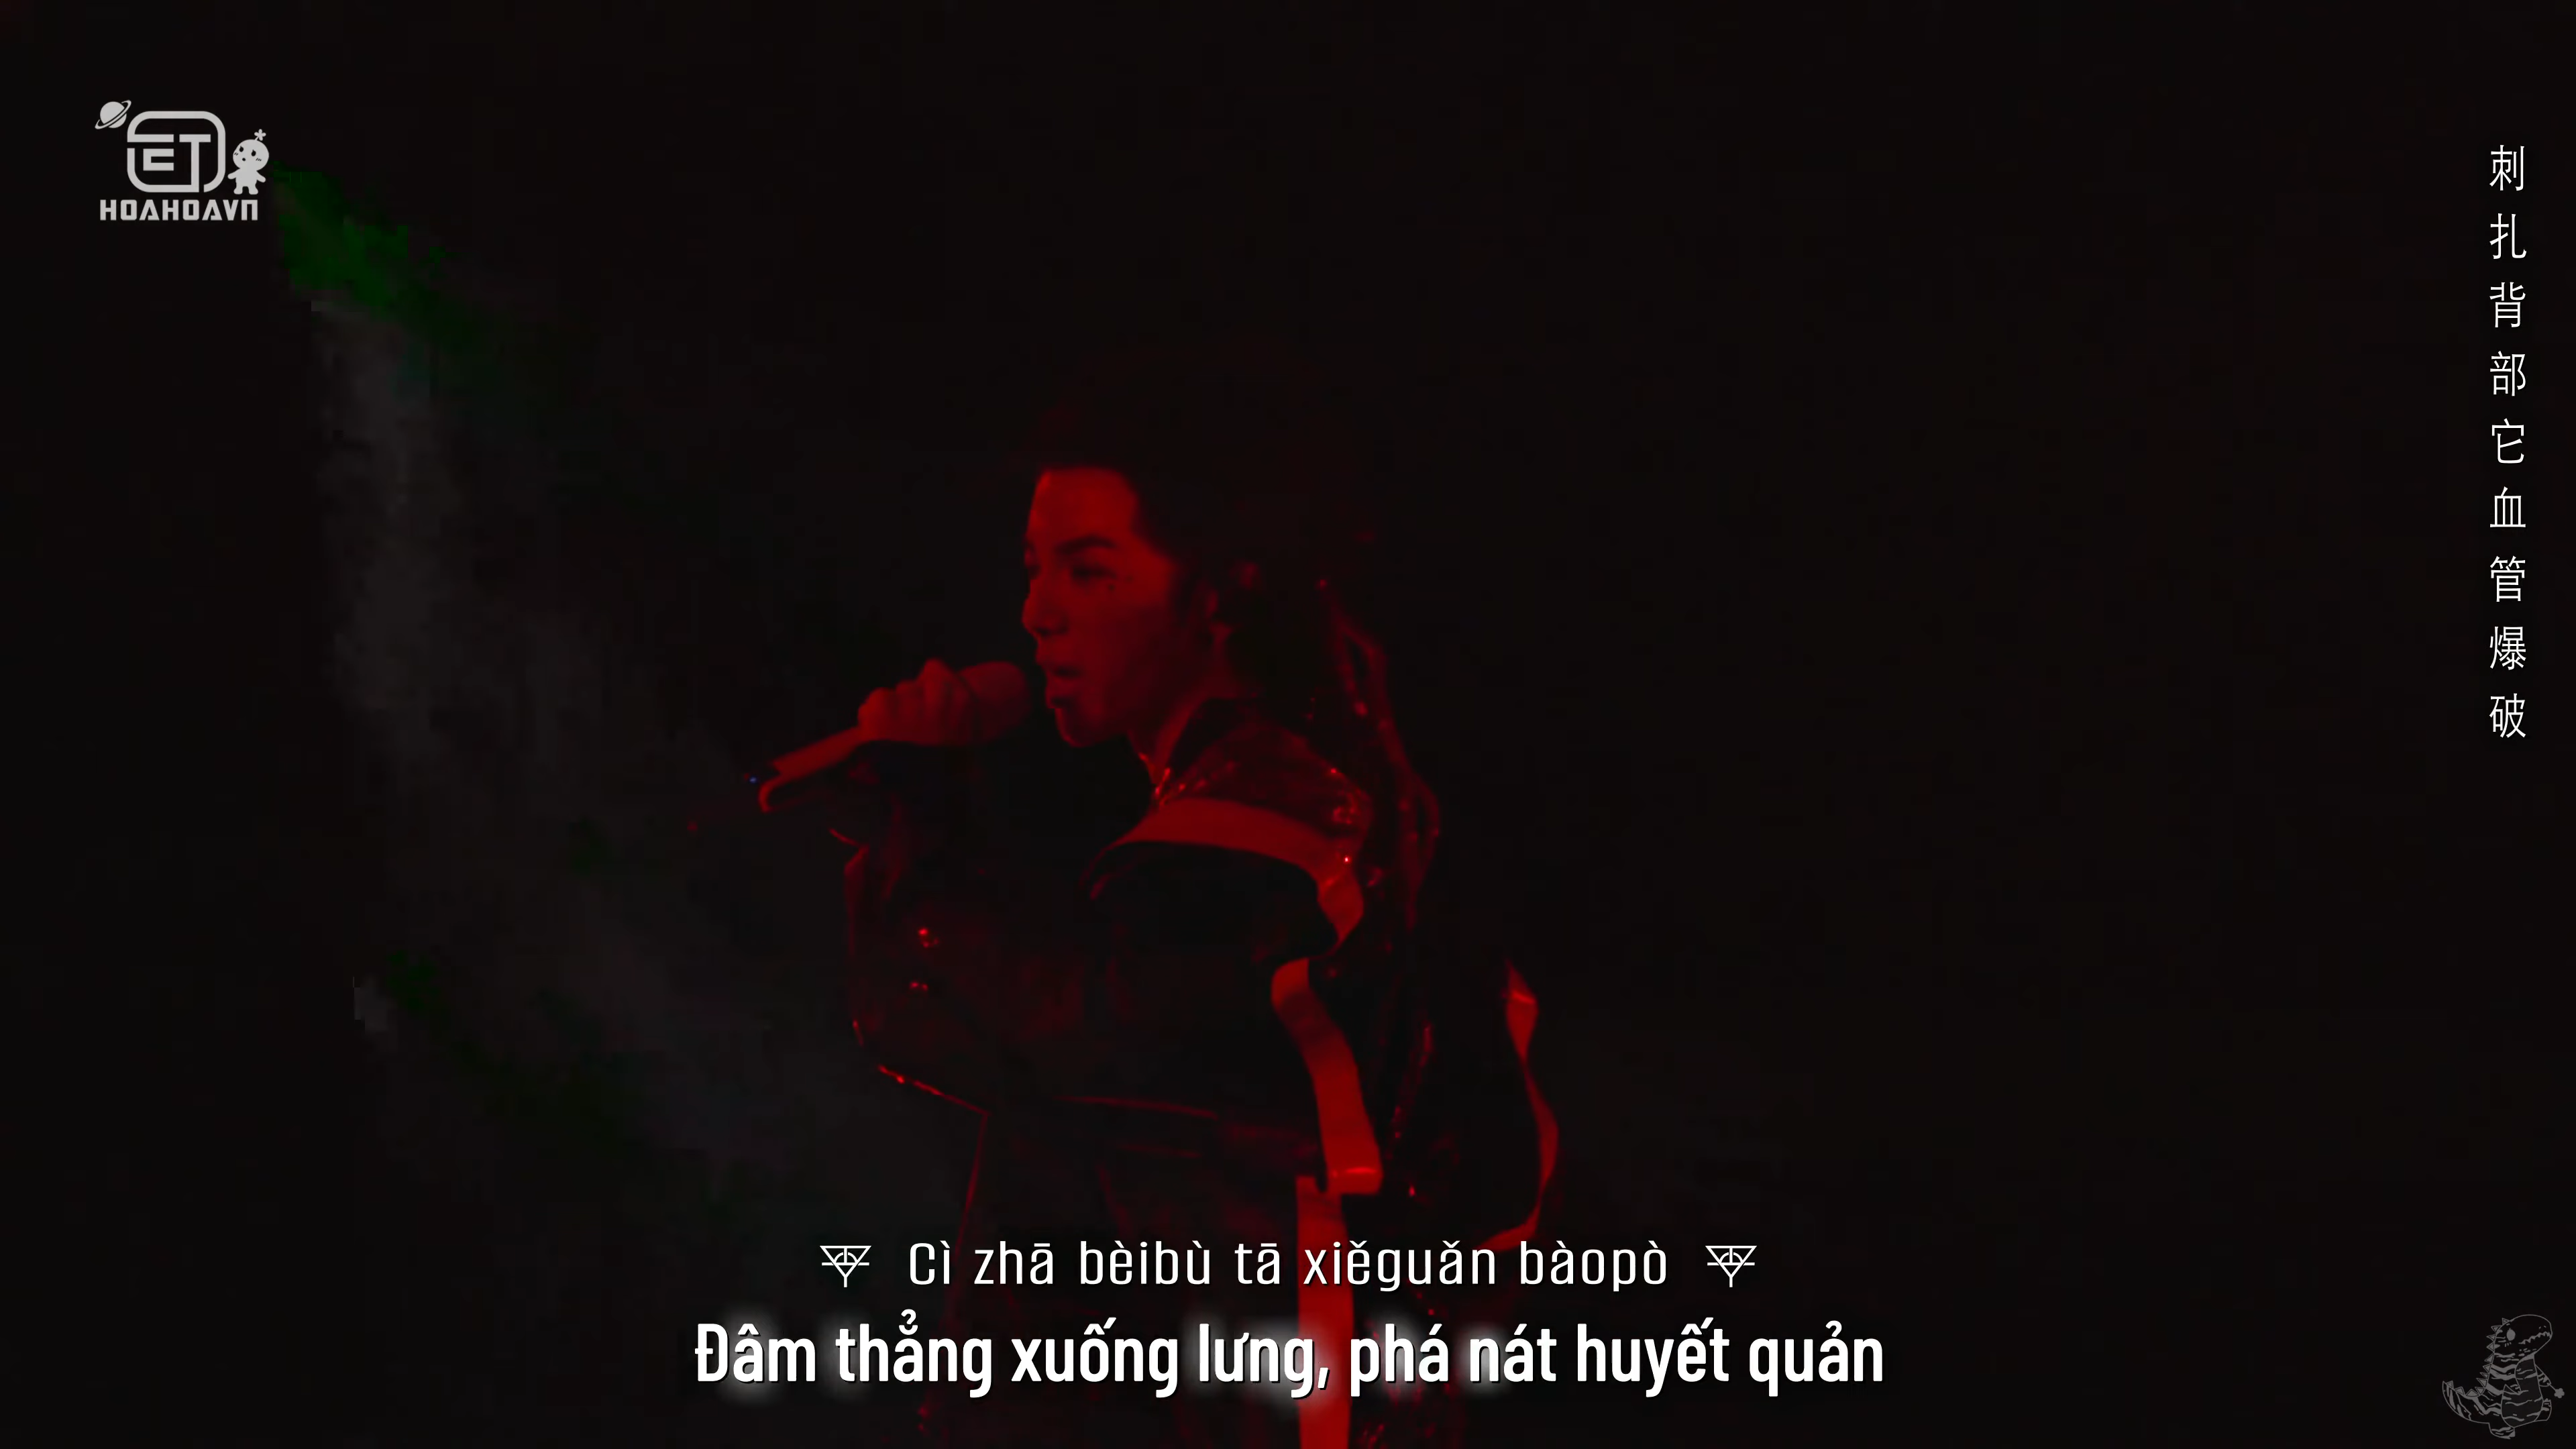 ET
HOAHOAVN
刺扎背部它血管爆破
Cì zhā bèibù tā xiěguǎn bàopò
Đâm thẳng xuống lưng, phá nát huyết quản